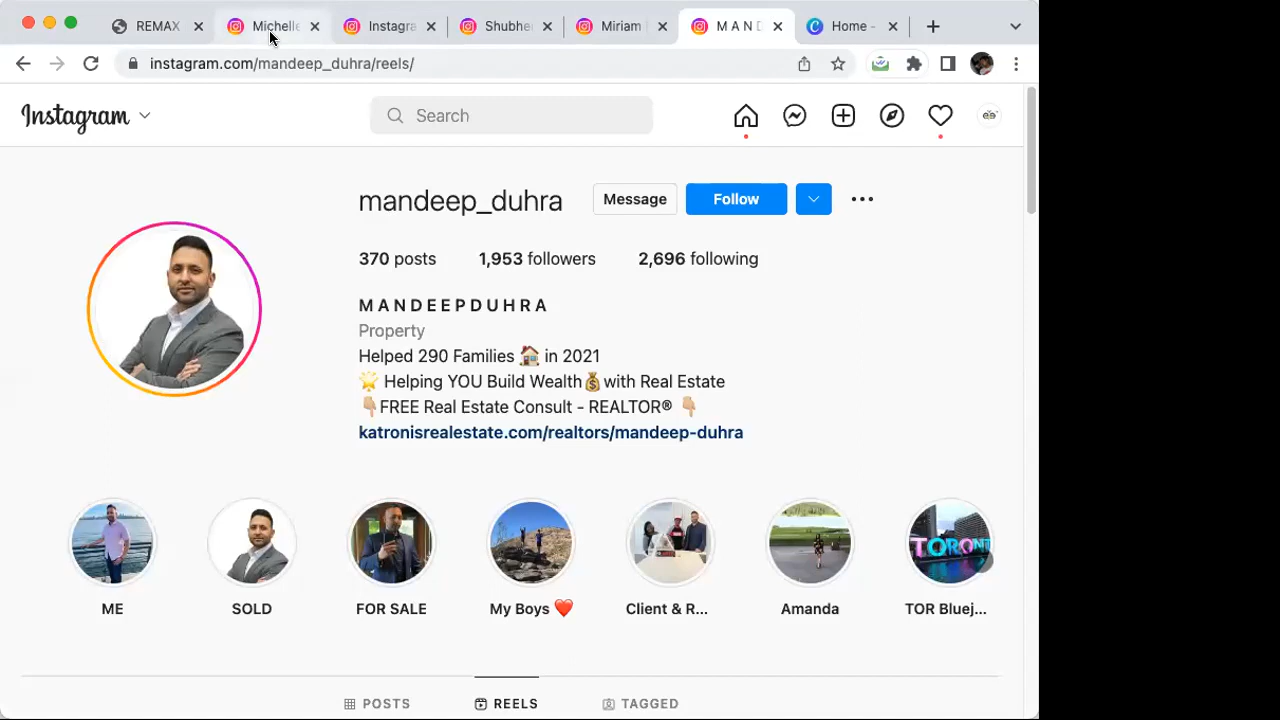 REMAX
Michelle
Instagra
Shubhe
Miriam
M A N D
Home -
instagram.com/mandeep_duhra/reels/
Instagram
Search
mandeep_duhra
Message
Follow
370 posts
1,953 followers
2,696 following
M A N D E E P D U H R A
Property
Helped 290 Families 🏠 in 2021
🌟 Helping YOU Build Wealth💰with Real Estate
👇🏼FREE Real Estate Consult - REALTOR® 👇🏼
katronisrealestate.com/realtors/mandeep-duhra
TORONTO
ME
SOLD
FOR SALE
My Boys ❤️
Client & R...
Amanda
TOR Bluej...
POSTS
REELS
TAGGED